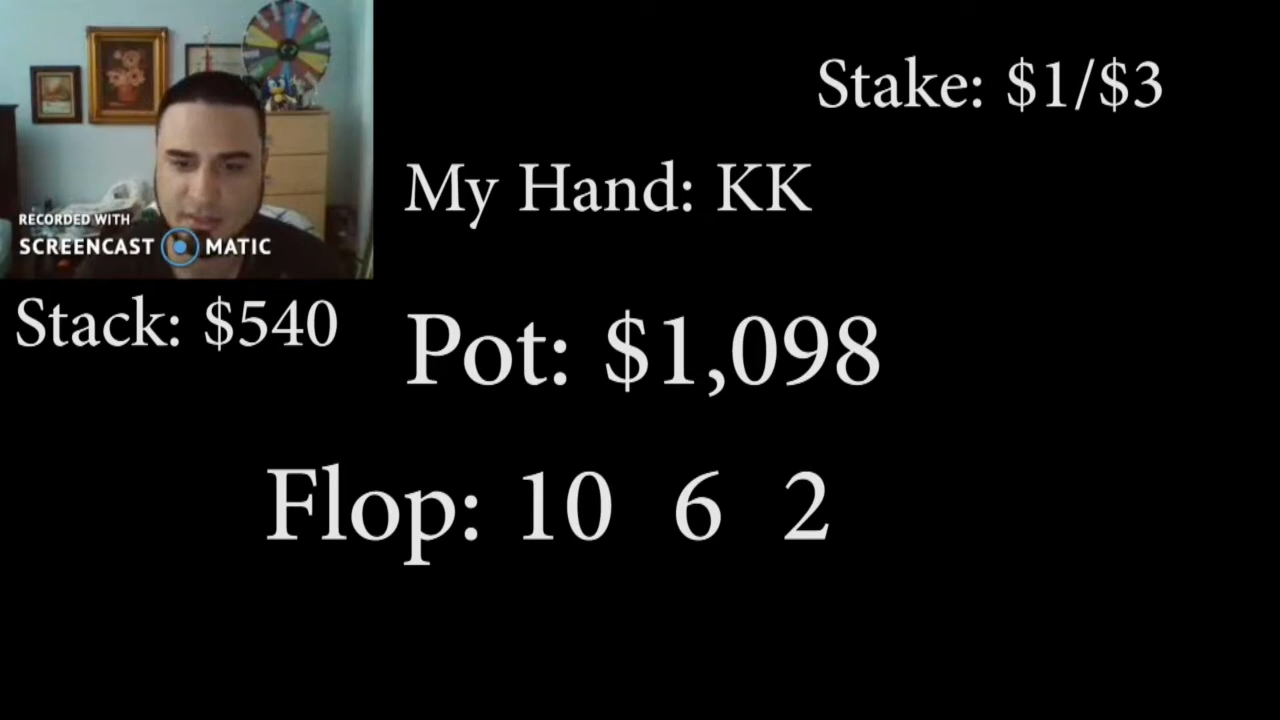 Stake: $1/$3
My Hand: KK
RECORDED WITH
SCREENCAST MATIC
Stack: $540
Pot: $1,098
Flop: 10 6 2